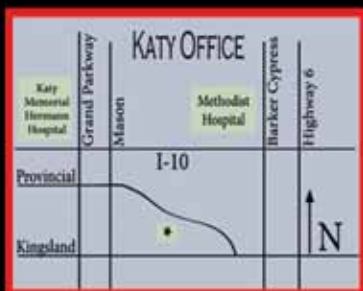 KATY OFFICE
Katy
Memorial
Hermann
Hospital
Grand Parkway
Mason
Methodist
Hospital
Barker Cypress
Highway 6
I-10
Provincial
N
Kingsland